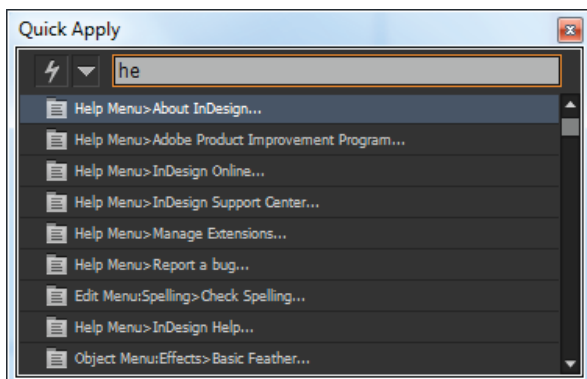 Quick Apply
he
Help Menu>About InDesign...
Help Menu>Adobe Product Improvement Program...
Help Menu>InDesign Online...
Help Menu>InDesign Support Center...
Help Menu>Manage Extensions...
Help Menu>Report a bug...
Edit Menu:Spelling>Check Spelling...
Help Menu>InDesign Help...
Object Menu:Effects>Basic Feather...